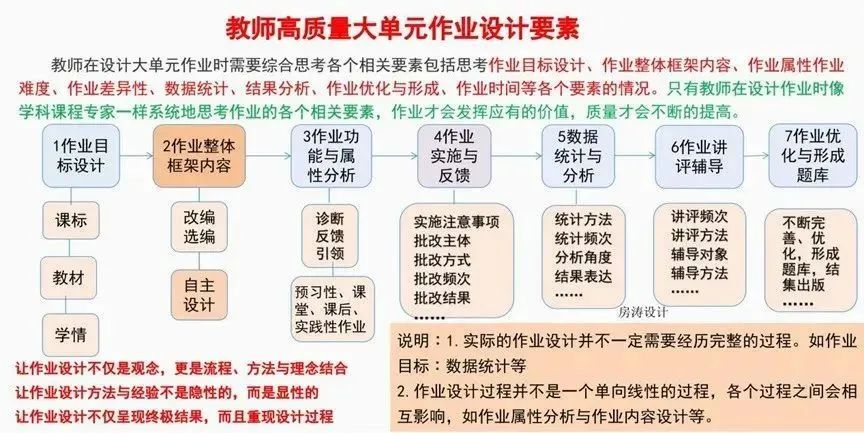 教师高质量大单元作业设计要素
教师在设计大单元作业时需要综合思考各个相关要素包括思考作业目标设计、作业整体框架内容、作业属性作业
难度、作业差异性、数据统计、结果分析、作业优化与形成、作业时间等各个要素的情况。只有教师在设计作业时像
学科课程专家一样系统地思考作业的各个相关要素，作业才会发挥应有的价值，质量才会不断的提高。
1作业目
标设计
课标
教材
学情
2作业整体
框架内容
改编
选编
自主
设计
3作业功
能与属
性分析
诊断
反馈
引领
预习性、课
堂、课后、
实践性作业
4作业
实施与
反馈
实施注意事项
批改主体
批改方式
批改频次
批改结果
……
5数据
统计与
分析
统计方法
统计频次
分析角度
结果表达
……
6作业讲
评辅导
讲评频次
讲评方法
辅导对象
辅导方法
……
7作业优
化与形成
题库
不断完
善、优
化，形成
题库，结
集出版
……
房涛设计
让作业设计不仅是观念，更是流程、方法与理念结合
让作业设计方法与经验不是隐性的，而是显性的
让作业设计不仅呈现终极结果，而且重现设计过程
说明：1. 实际的作业设计并不一定需要经历完整的过程。如作业
目标：数据统计等
2. 作业设计过程并不是一个单向线性的过程，各个过程之间会相
互影响，如作业属性分析与作业内容设计等。